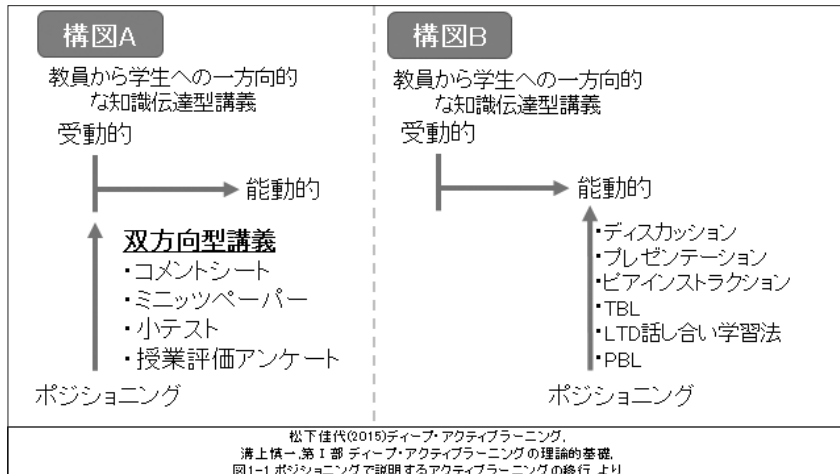 構図A
教員から学生への一方向的
な知識伝達型講義
受動的
能動的
双方向型講義
・コメントシート
・ミニッツペーパー
・小テスト
・授業評価アンケート
ポジショニング
構図B
教員から学生への一方向的
な知識伝達型講義
受動的
能動的
・ディスカッション
・プレゼンテーション
・ピアインストラクション
・TBL
・LTD話し合い学習法
・PBL
ポジショニング
松下佳代(2015)ディープ・アクティブラーニング,
溝上慎一,第Ⅰ部 ディープ・アクティブラーニングの理論的基礎,
図1-1 ポジショニングで説明するアクティブラーニングの移行 より